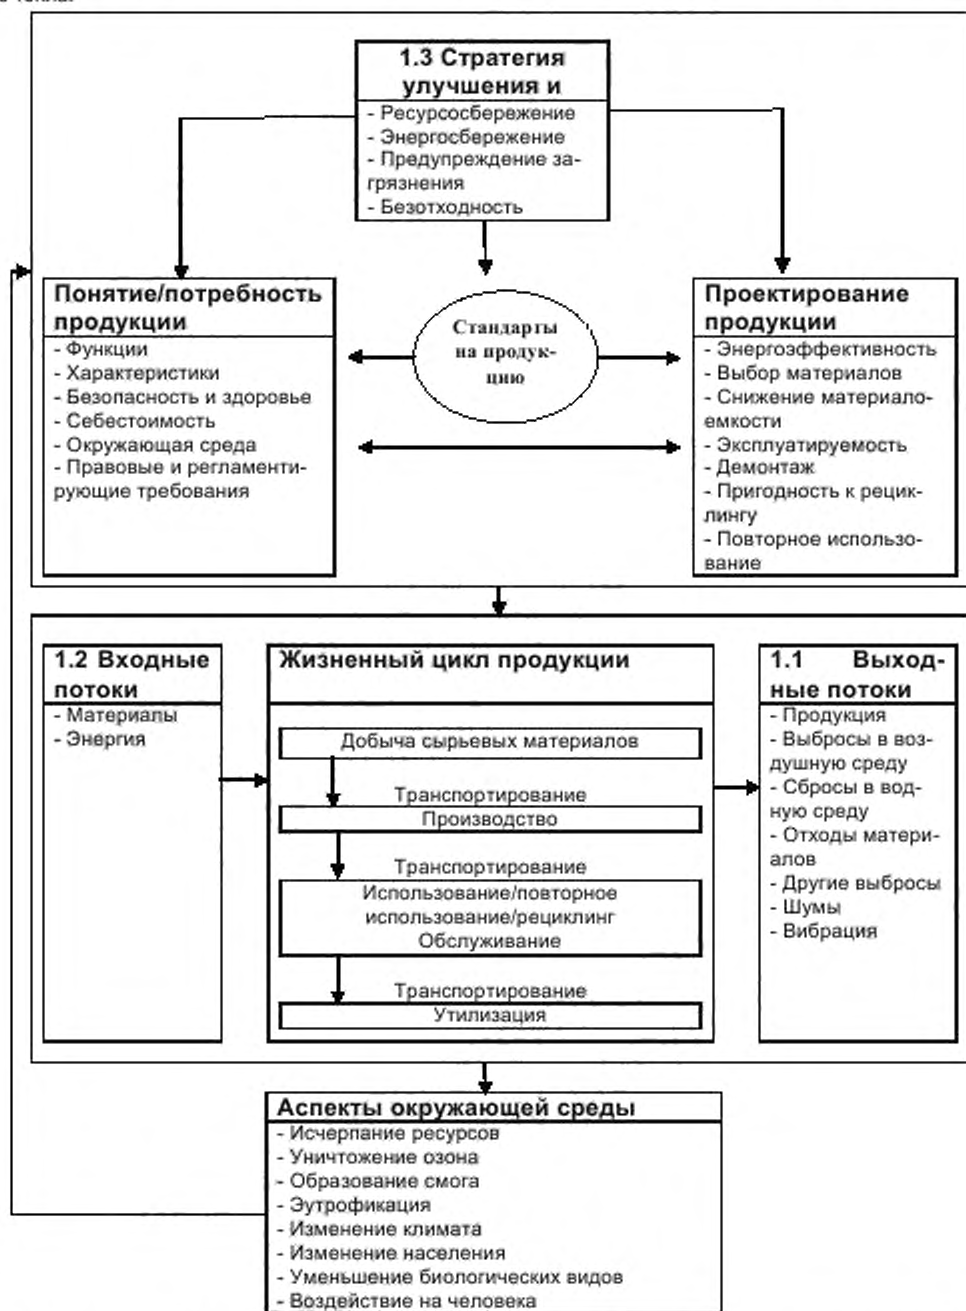 1.3 Стратегия
улучшения и
- Ресурсосбережение
- Энергосбережение
- Предупреждение за-
грязнения
- Безотходность
Понятие/потребность
продукции
- Функции
- Характеристики
- Безопасность и здоровье
- Себестоимость
- Окружающая среда
- Правовые и регламенти-
рующие требования
Стандарты
на продук-
цию
Проектирование
продукции
- Энергоэффективность
- Выбор материалов
- Снижение материало-
емкости
- Эксплуатируемость
- Демонтаж
- Пригодность к рецик-
лингу
- Повторное использо-
вание
1.2 Входные
потоки
- Материалы
- Энергия
Жизненный цикл продукции
Добыча сырьевых материалов
Транспортирование
Производство
Транспортирование
Использование/повторное
использование/рециклинг
Обслуживание
Транспортирование
Утилизация
1.1 Выход-
ные потоки
- Продукция
- Выбросы в воз-
душную среду
- Сбросы в вод-
ную среду
- Отходы матери-
алов
- Другие выбросы
- Шумы
- Вибрация
Аспекты окружающей среды
- Исчерпание ресурсов
- Уничтожение озона
- Образование смога
- Эутрофикация
- Изменение климата
- Изменение населения
- Уменьшение биологических видов
- Воздействие на человека